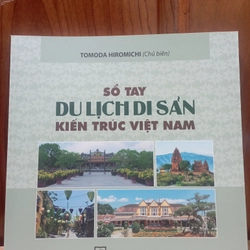 TOMODA HIROMICHI (Chủ biên)
SỔ TAY
DU LỊCH DI SẢN
KIẾN TRÚC VIỆT NAM